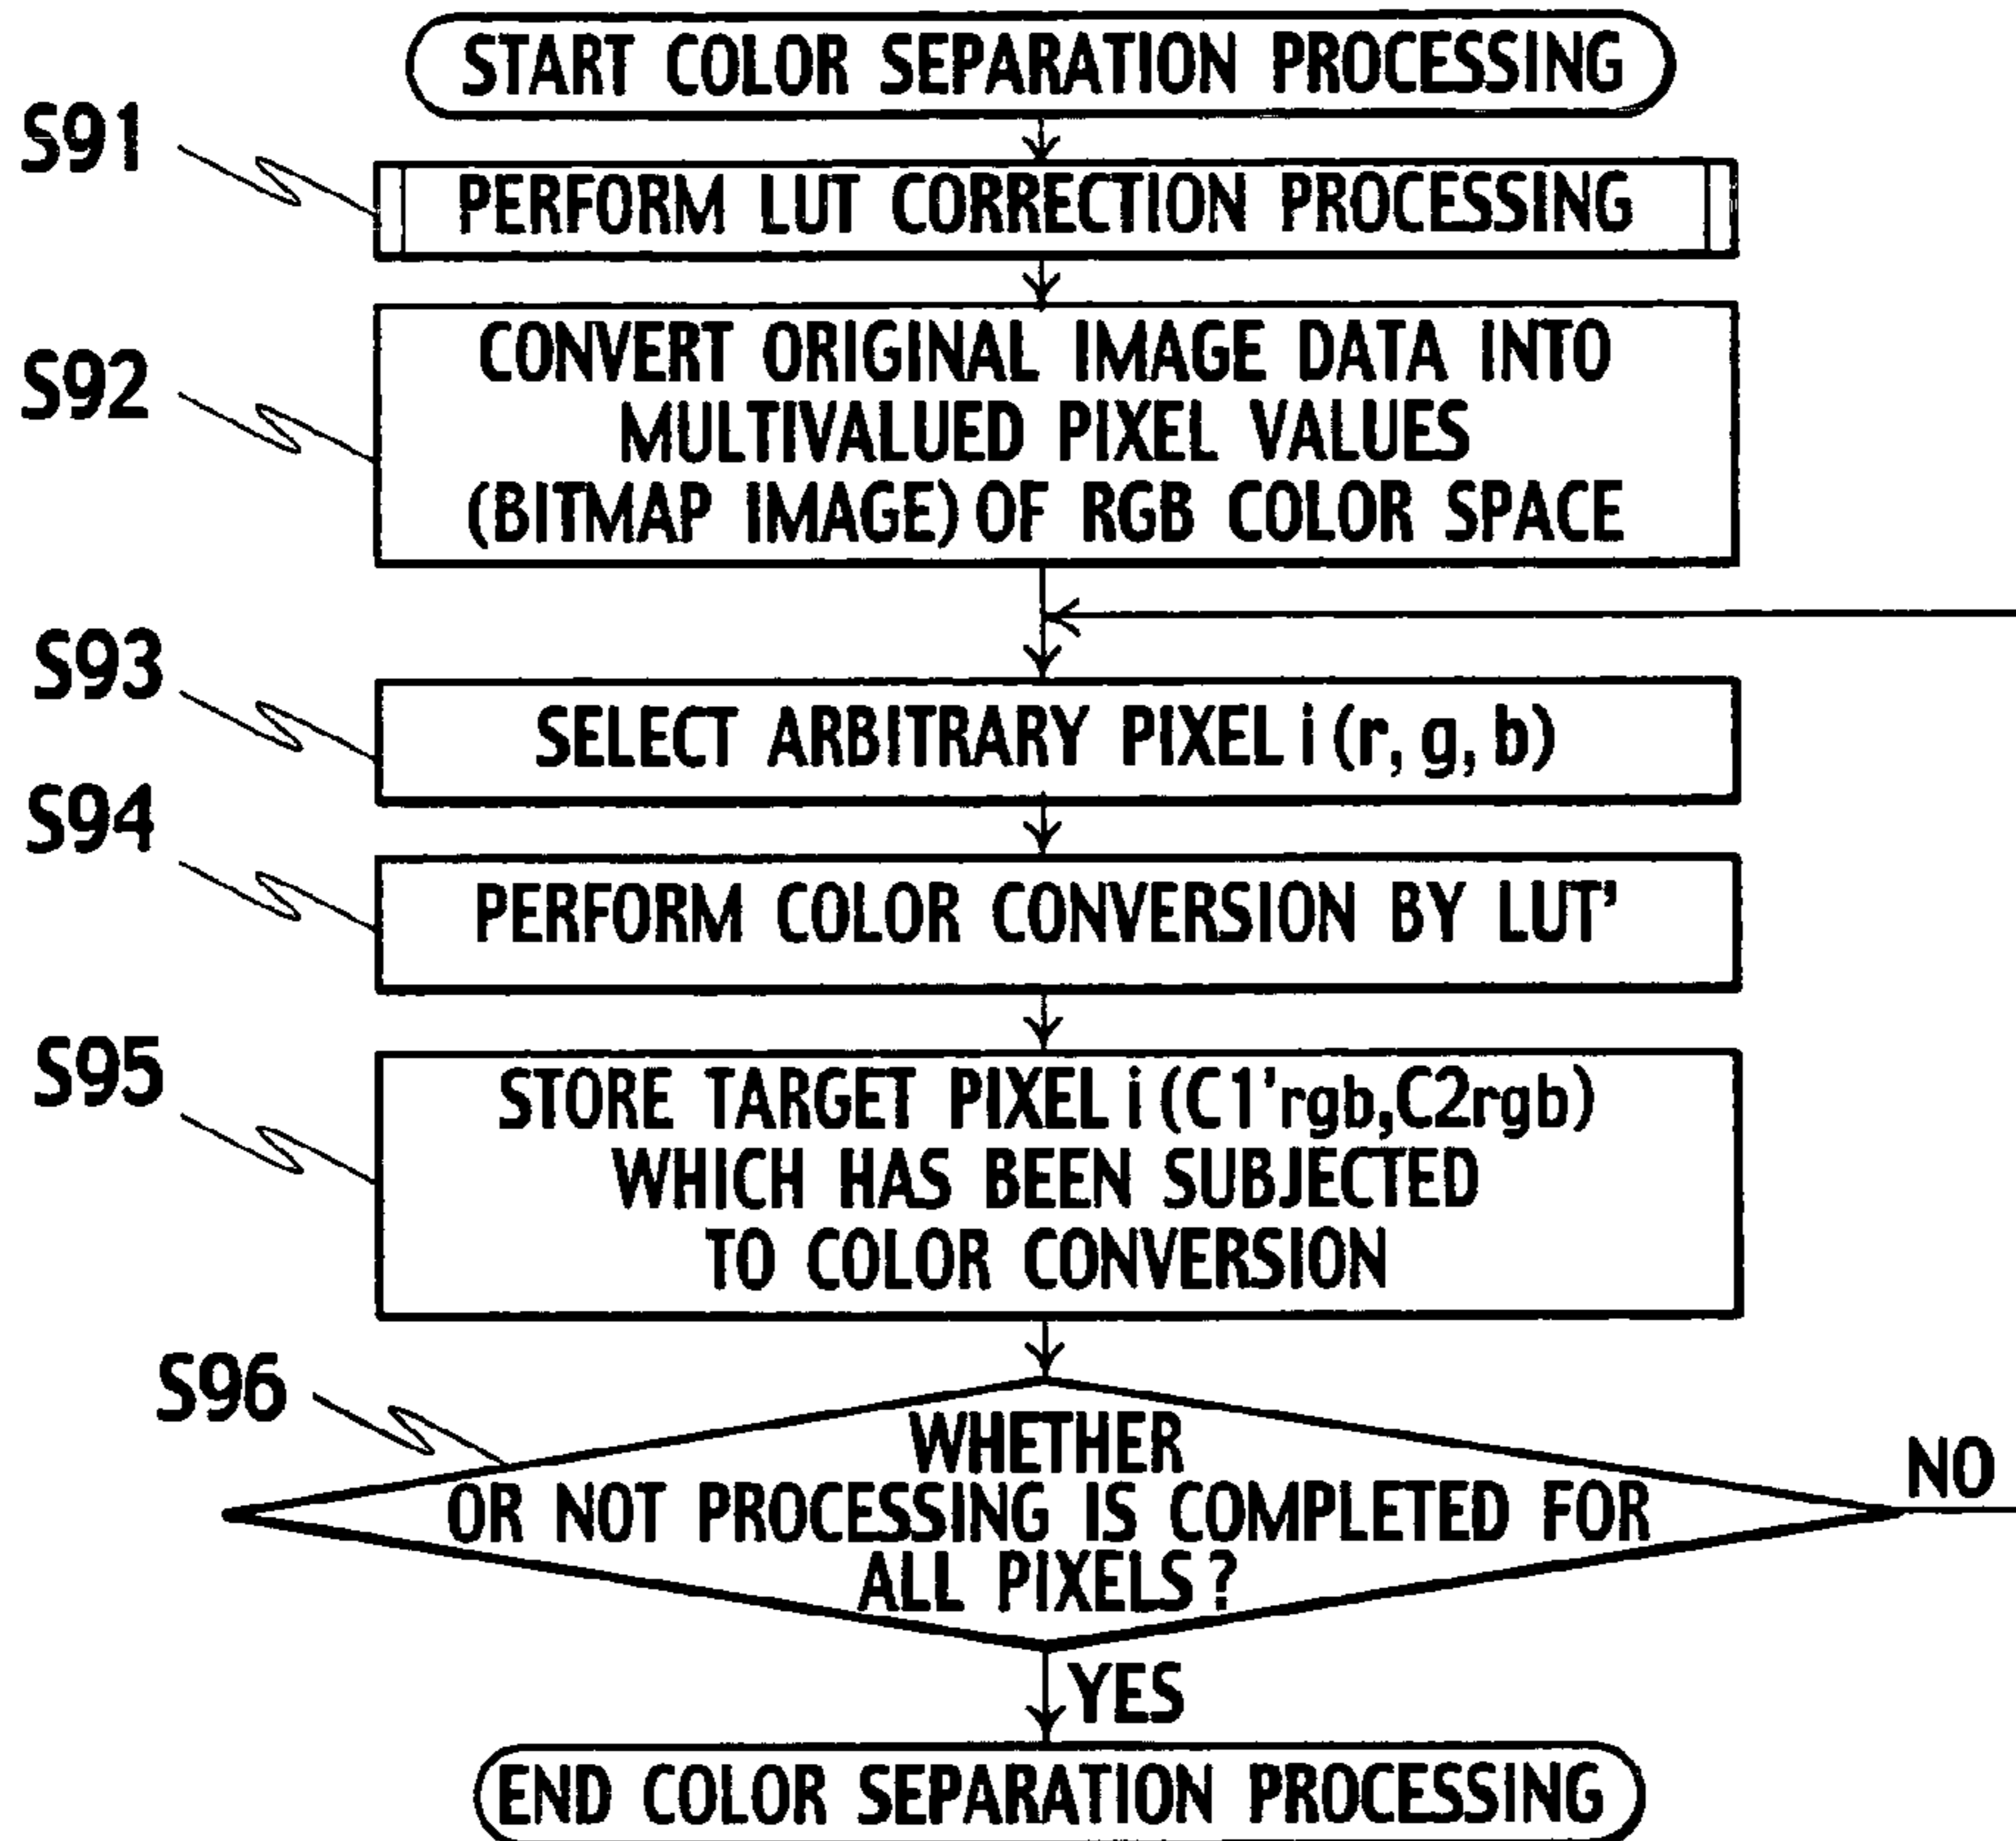 START COLOR SEPARATION PROCESSING
S91
PERFORM LUT CORRECTION PROCESSING
S92
CONVERT ORIGINAL IMAGE DATA INTO
MULTIVALUED PIXEL VALUES
(BITMAP IMAGE) OF RGB COLOR SPACE
S93
SELECT ARBITRARY PIXEL i (r, g, b)
S94
PERFORM COLOR CONVERSION BY LUT'
S95
STORE TARGET PIXEL i (C1'rgb,C2rgb)
WHICH HAS BEEN SUBJECTED
TO COLOR CONVERSION
S96
WHETHER
OR NOT PROCESSING IS COMPLETED FOR
ALL PIXELS?
NO
YES
END COLOR SEPARATION PROCESSING